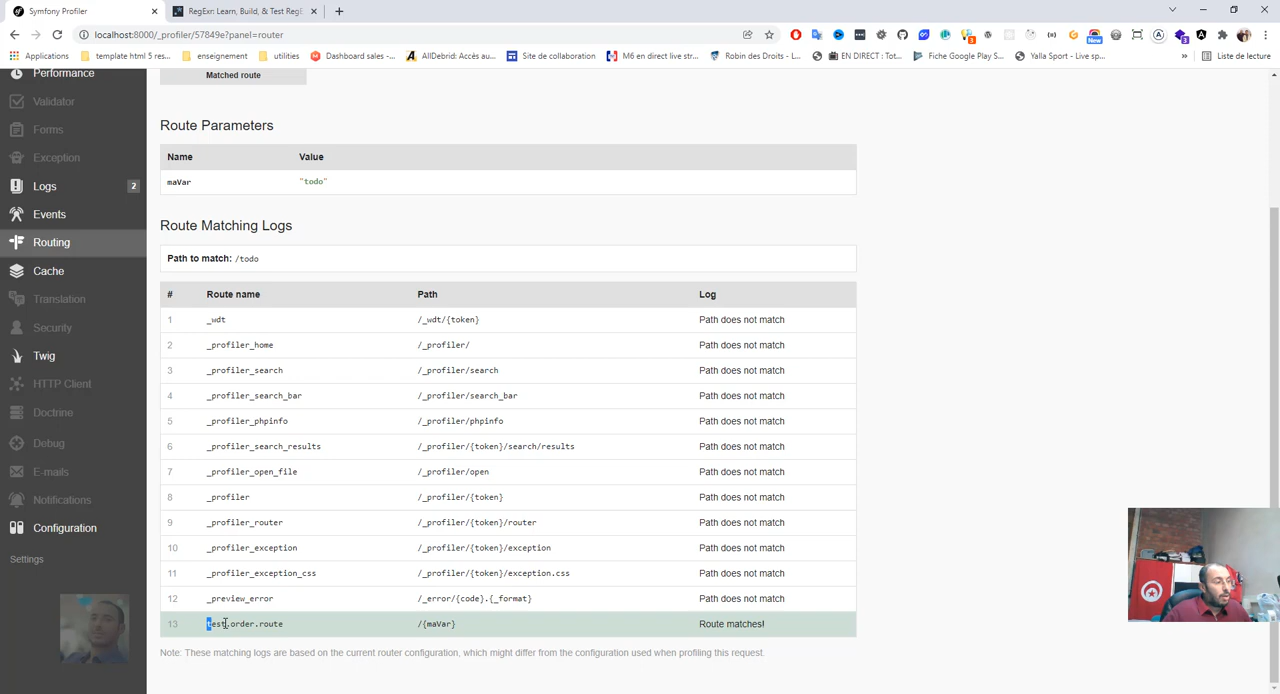 Symfony Profiler
RegExr: Learn, Build, & Test RegE
localhost:8000/_profiler/57849e?panel=router
Applications
template html 5 res...
enseigneme"
utilities
Dashboard sales -...
AllDebrid: Accès au...
Site de collaboration
M6 en direct live str...
Robin des Droits - I...
EN DIRECT : Tot...
Fiche Google Play S...
Yalla Sport - Live sp...
»
Liste de lecture
Performance
Validator
Forms
Exception
Logs 2
Events
Routing
Cache
Translation
Security
Twig
HTTP Client
Doctrine
Debug
E-mails
Notifications
Configuration
Settings
Matched route
Route Parameters
Name Value
maVar "todo"
Route Matching Logs
Path to match: /todo
# Route name Path Log
1 _wdt /_wdt/{token} Path does not match
2 _profiler_home /_profiler/ Path does not match
3 _profiler_search /_profiler/search Path does not match
4 _profiler_search_bar /_profiler/search_bar Path does not match
5 _profiler_phpinfo /_profiler/phpinfo Path does not match
6 _profiler_search_results /_profiler/{token}/search/results Path does not match
7 _profiler_open_file /_profiler/open Path does not match
8 _profiler /_profiler/{token} Path does not match
9 _profiler_router /_profiler/{token}/router Path does not match
10 _profiler_exception /_profiler/{token}/exception Path does not match
11 _profiler_exception_css /_profiler/{token}/exception.css Path does not match
12 _preview_error /_error/{code}.{_format} Path does not match
13 test.order.route /{maVar} Route matches!
Note: These matching logs are based on the current router configuration, which might differ from the configuration used when profiling this request.